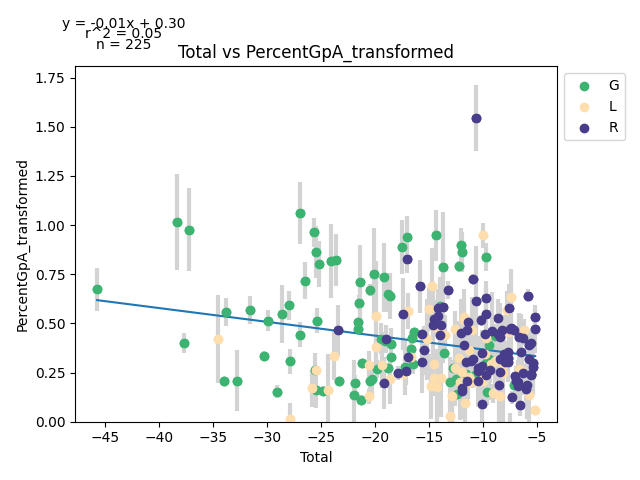 y = -0.01x + 0.30
r^2 = 0.05
n = 225
Total vs PercentGpA_transformed
PercentGpA_transformed
1.75
1.50
1.25
1.00
0.75
0.50
0.25
0.00
−45
−40
−35
−30
−25
−20
−15
−10
−5
Total
G
L
R